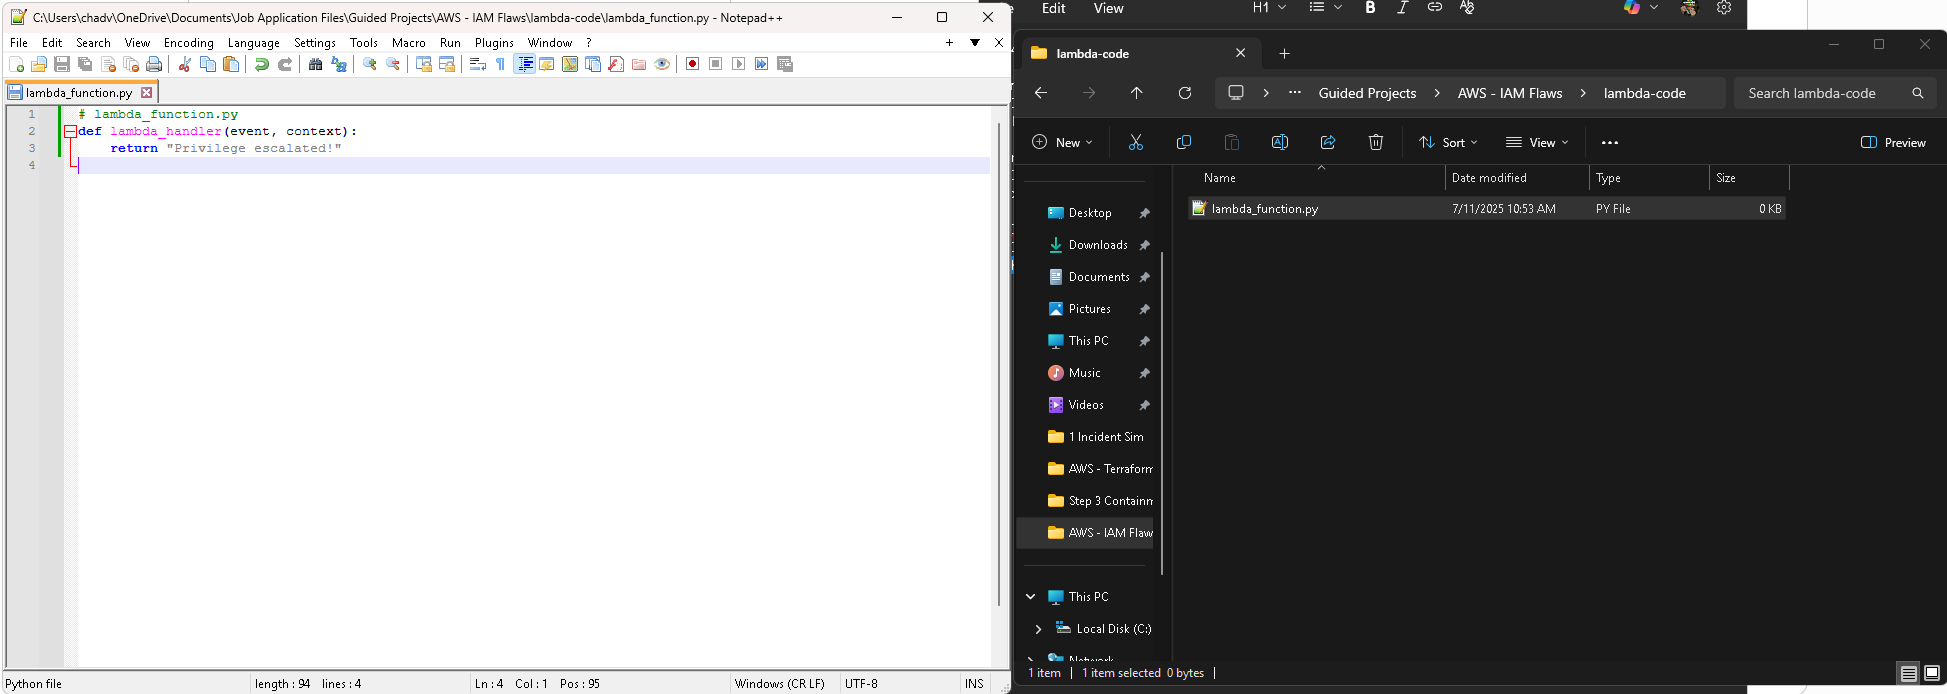 C:\Users\chadv\OneDrive\Documents\Job Application Files\Guided Projects\AWS - IAM Flaws\lambda-code\lambda_function.py - Notepad++
File Edit Search View Encoding Language Settings Tools Macro Run Plugins Window ?
lambda_function.py
1 # lambda_function.py
2 def lambda_handler(event, context):
3 return "Privilege escalated!"
4
Python file length : 94 lines : 4 Ln : 4 Col : 1 Pos : 95 Windows (CR LF) UTF-8 INS
Edit View H1 B I
lambda-code
Guided Projects AWS - IAM Flaws lambda-code Search lambda-code
New Sort View Preview
Name Date modified Type Size
lambda_function.py 7/11/2025 10:53 AM PY File 0 KB
Desktop
Downloads
Documents
Pictures
This PC
Music
Videos
1 Incident Sim
AWS - Terraform
Step 3 Containm
AWS - IAM Flaw
This PC
Local Disk (C:)
Network
1 item 1 item selected 0 bytes